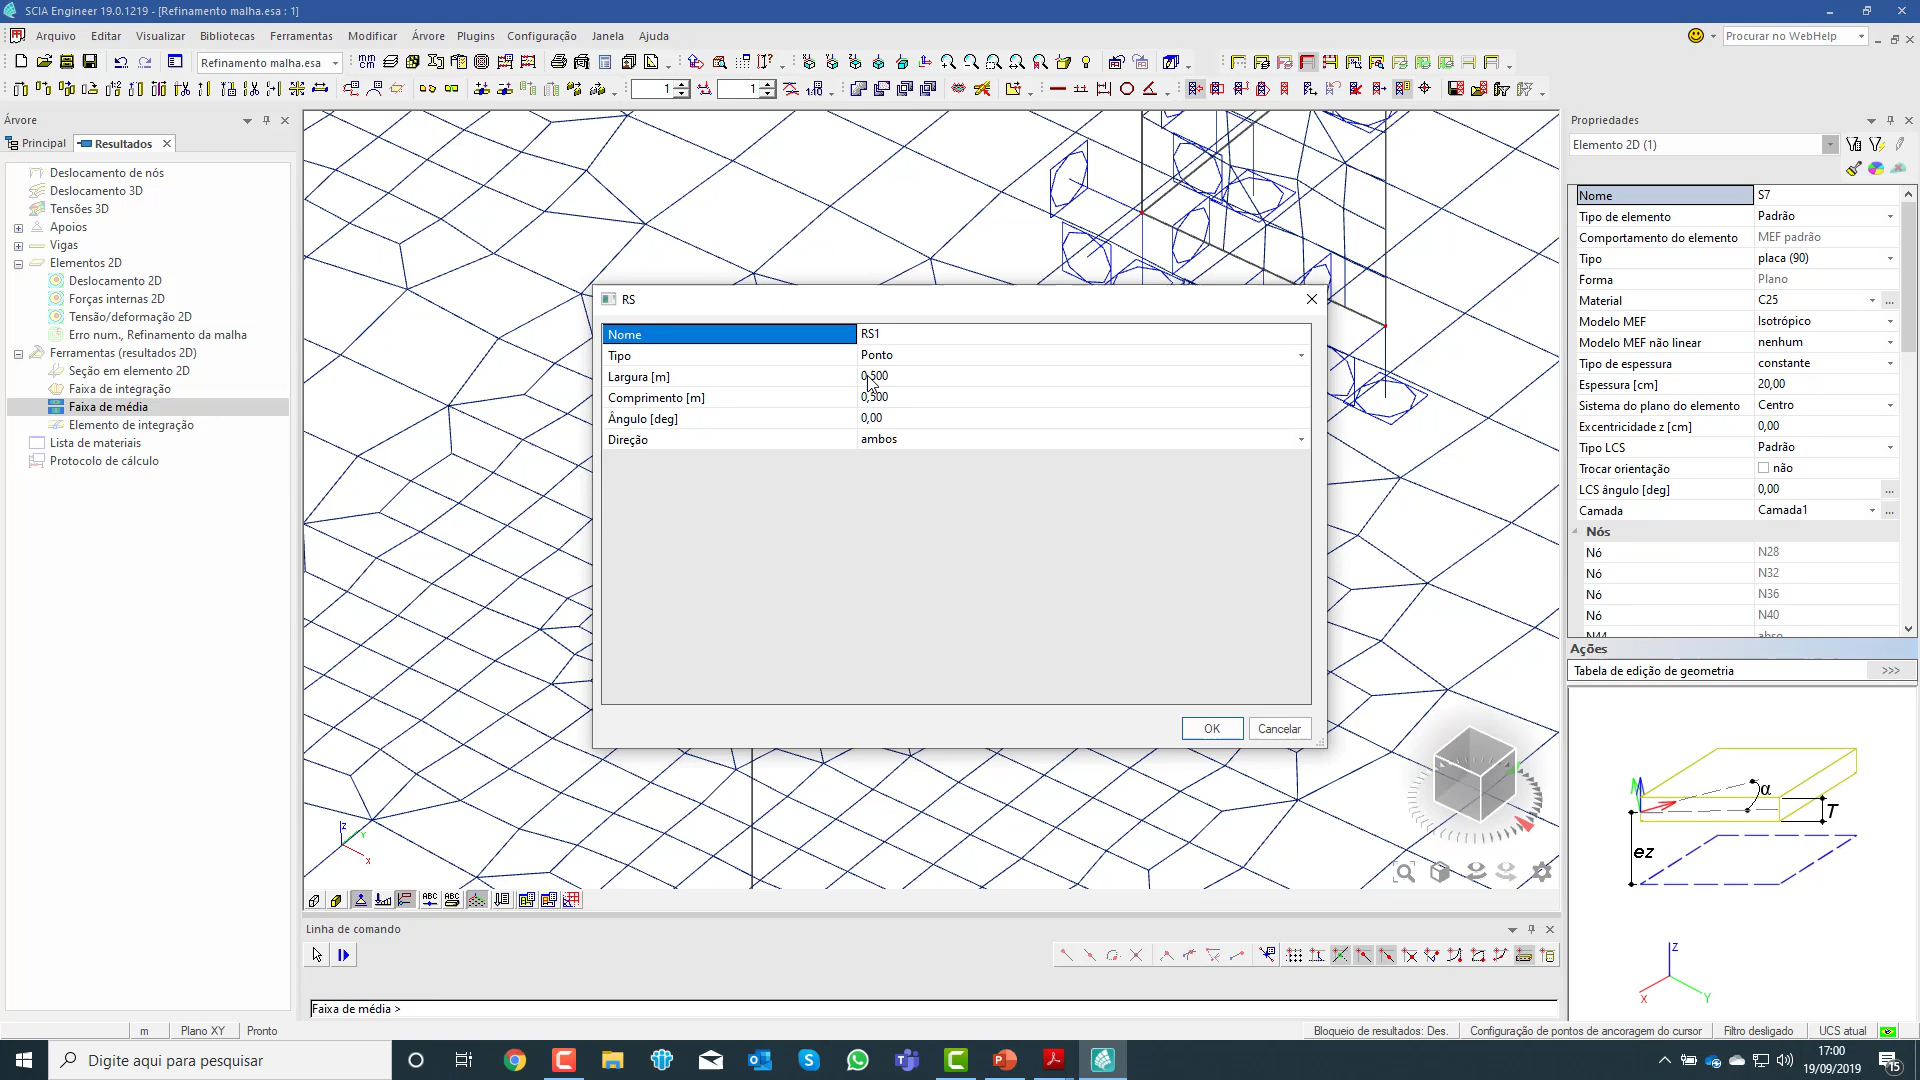 SCIA Engineer 19.0.1219 - [Refinamento malha.esa : 1]
Arquivo Editar Visualizar Bibliotecas Ferramentas Modificar Árvore Plugins Configuração Janela Ajuda
Procurar no WebHelp
Refinamento malha.esa
1 1
Árvore
Principal Resultados
Deslocamento de nós
Deslocamento 3D
Tensões 3D
Apoios
Vigas
Elementos 2D
Deslocamento 2D
Forças internas 2D
Tensão/deformação 2D
Erro num., Refinamento da malha
Ferramentas (resultados 2D)
Seção em elemento 2D
Faixa de integração
Faixa de média
Elemento de integração
Lista de materiais
Protocolo de cálculo
RS
Nome RS1
Tipo Ponto
Largura [m] 0,500
Comprimento [m] 0,500
Ângulo [deg] 0,00
Direção ambos
OK Cancelar
Z
Y
X
Linha de comando
Faixa de média >
Propriedades
Elemento 2D (1)
Nome S7
Tipo de elemento Padrão
Comportamento do elemento MEF padrão
Tipo placa (90)
Forma Plano
Material C25 ...
Modelo MEF Isotrópico
Modelo MEF não linear nenhum
Tipo de espessura constante
Espessura [cm] 20,00
Sistema do plano do elemento Centro
Excentricidade z [cm] 0,00
Tipo LCS Padrão
Trocar orientação não
LCS ângulo [deg] 0,00 ...
Camada Camada1 ...
Nós
Nó N28
Nó N32
Nó N36
Nó N40
Ações
Tabela de edição de geometria >>>
α
T
ez
Z
X
Y
m Plano XY Pronto
Bloqueio de resultados: Des. Configuração de pontos de ancoragem do cursor Filtro desligado UCS atual
Digite aqui para pesquisar
17:00
19/09/2019
15